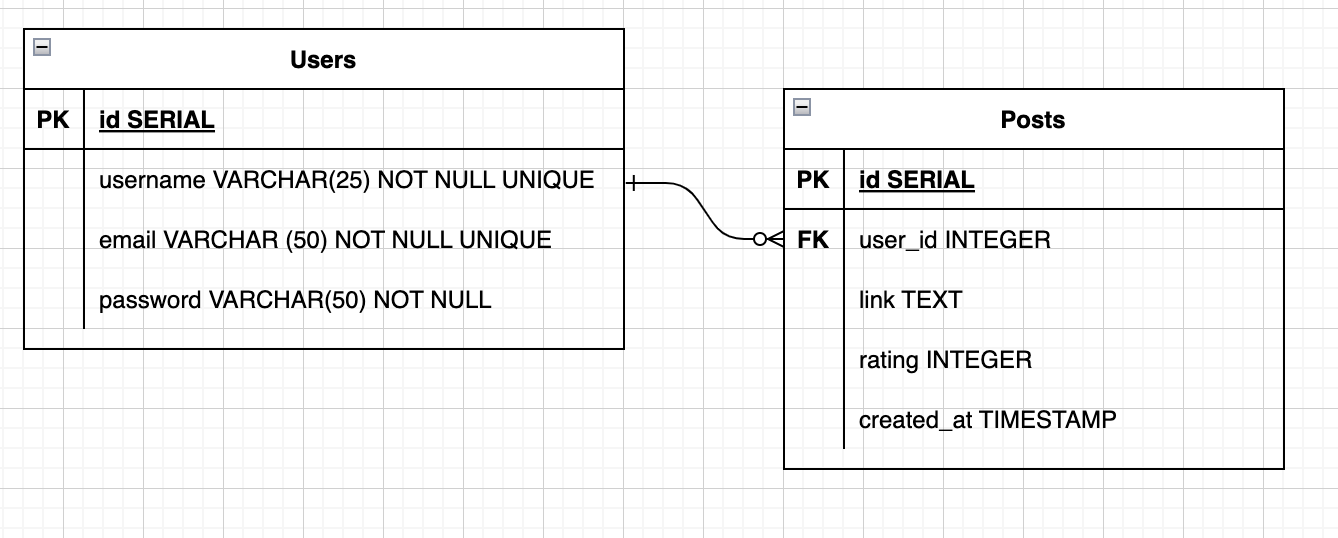 Users
PK id SERIAL
username VARCHAR(25) NOT NULL UNIQUE
email VARCHAR (50) NOT NULL UNIQUE
password VARCHAR(50) NOT NULL
Posts
PK id SERIAL
FK user_id INTEGER
link TEXT
rating INTEGER
created_at TIMESTAMP